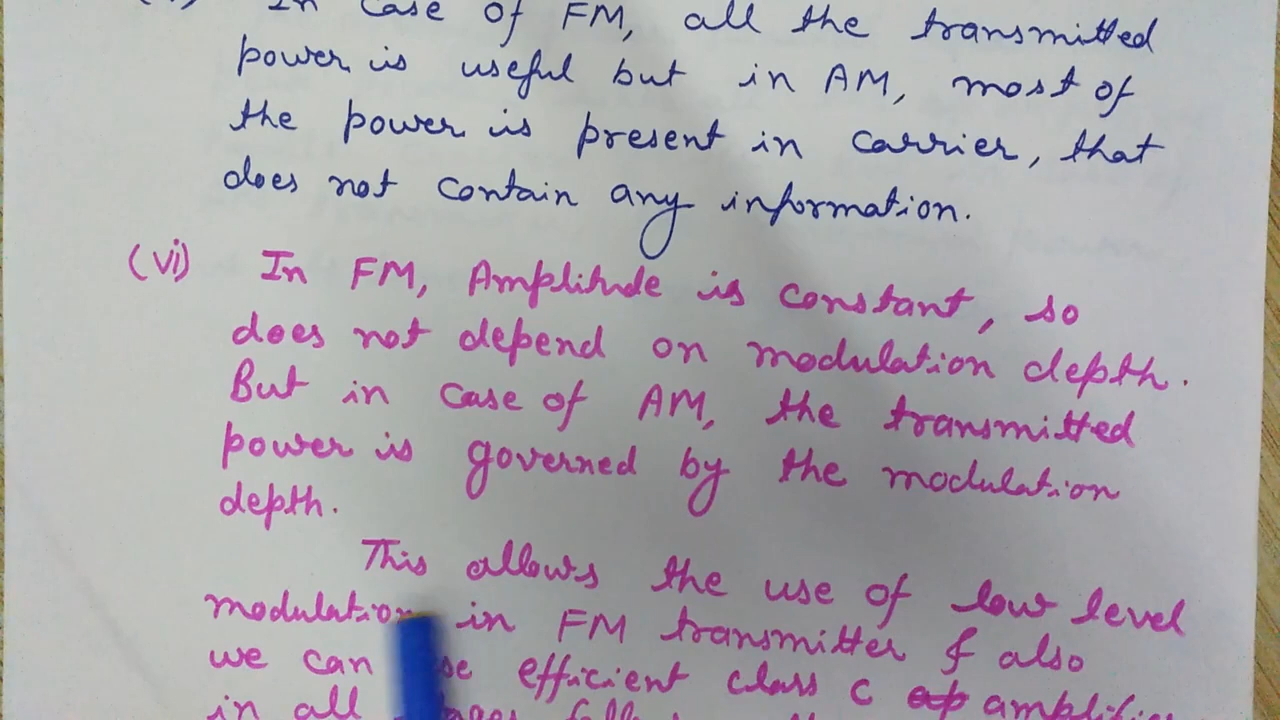 In case of FM, all the transmitted
power is useful but in AM, most of
the power is present in carrier, that
does not contain any information.
(vi) In FM, Amplitude is constant, so
does not depend on modulation depth.
But in case of AM, the transmitted
power is governed by the modulation
depth.
This allows the use of low level
modulation in FM transmitter & also
we can efficient class C
in all